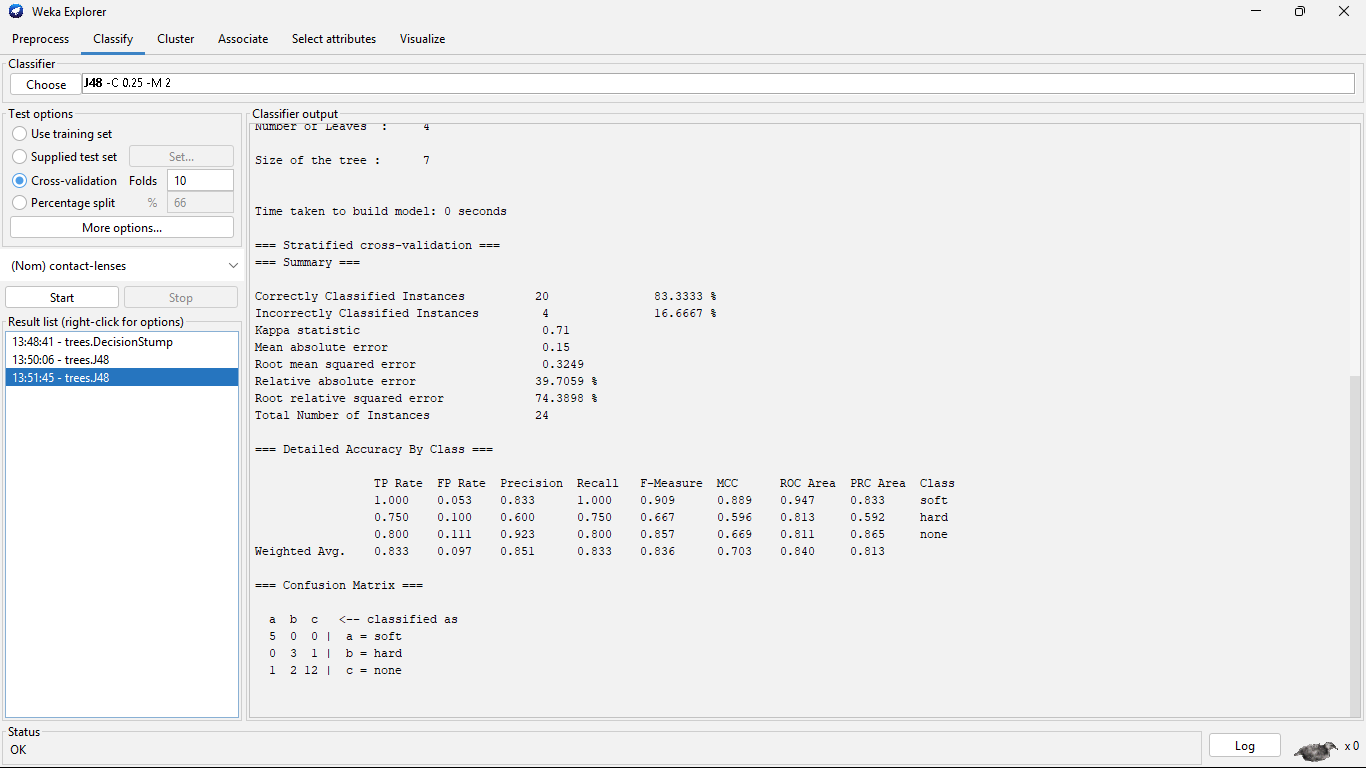 Weka Explorer
Preprocess Classify Cluster Associate Select attributes Visualize
Classifier
Choose J48 -C 0.25 -M 2
Test options
Use training set
Supplied test set Set...
Cross-validation Folds 10
Percentage split % 66
More options...
(Nom) contact-lenses
Start Stop
Result list (right-click for options)
13:48:41 - trees.DecisionStump
13:50:06 - trees.J48
13:51:45 - trees.J48
Classifier output
Number of Leaves : 4
Size of the tree : 7
Time taken to build model: 0 seconds
=== Stratified cross-validation ===
=== Summary ===
Correctly Classified Instances 20 83.3333 %
Incorrectly Classified Instances 4 16.6667 %
Kappa statistic 0.71
Mean absolute error 0.15
Root mean squared error 0.3249
Relative absolute error 39.7059 %
Root relative squared error 74.3898 %
Total Number of Instances 24
=== Detailed Accuracy By Class ===
TP Rate FP Rate Precision Recall F-Measure MCC ROC Area PRC Area Class
1.000 0.053 0.833 1.000 0.909 0.889 0.947 0.833 soft
0.750 0.100 0.600 0.750 0.667 0.596 0.813 0.592 hard
0.800 0.111 0.923 0.800 0.857 0.669 0.811 0.865 none
Weighted Avg. 0.833 0.097 0.851 0.833 0.836 0.703 0.840 0.813
=== Confusion Matrix ===
a b c <-- classified as
5 0 0 | a = soft
0 3 1 | b = hard
1 2 12 | c = none
Status
OK
Log x 0